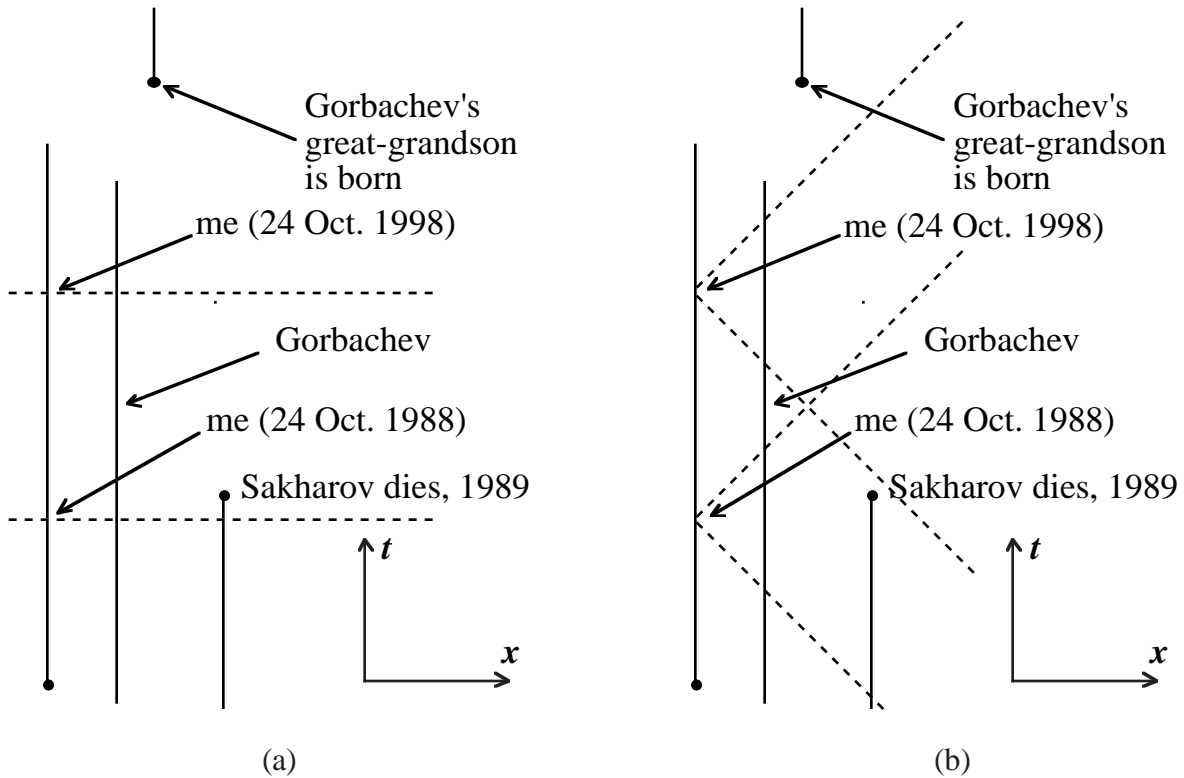 Gorbachev's
great-grandson
is born
me (24 Oct. 1998)
Gorbachev
me (24 Oct. 1988)
Sakharov dies, 1989
t
x
(a)
Gorbachev's
great-grandson
is born
me (24 Oct. 1998)
Gorbachev
me (24 Oct. 1988)
Sakharov dies, 1989
t
x
(b)